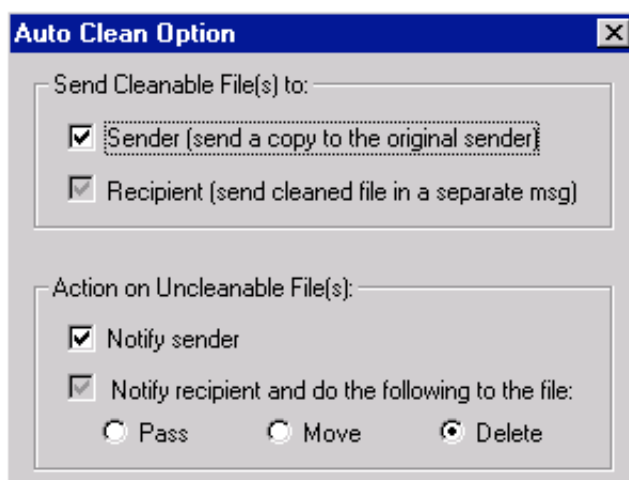 Auto Clean Option
Send Cleanable File(s) to:
Sender (send a copy to the original sender)
Recipient (send cleaned file in a separate msg)
Action on Uncleanable File(s):
Notify sender
Notify recipient and do the following to the file:
Pass Move Delete